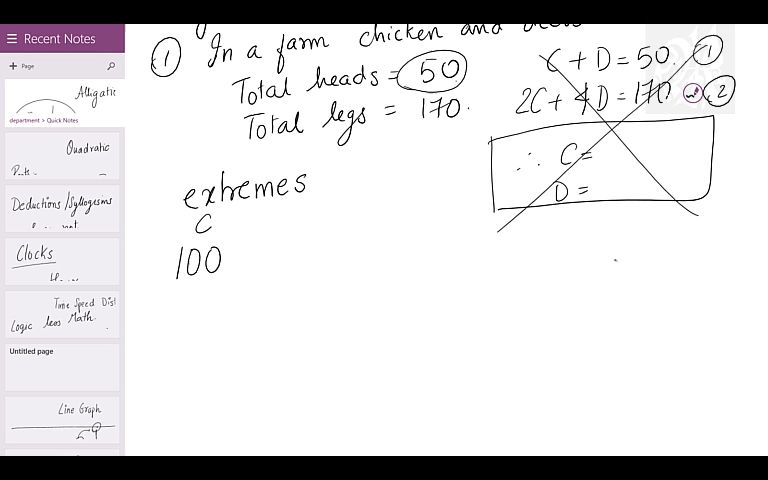 Recent Notes
Page
Alligatio
department > Quick Notes
Quadratic
Deductions /Syllogisms
Clocks
Time Speed Dist
Logic less Math.
Untitled page
Line Graph
① In a farm chicken and
Total heads = 50
Total legs = 170.
C + D = 50. ①
2C + 4D = 170 ②
∴ C =
D =
extremes
C
100